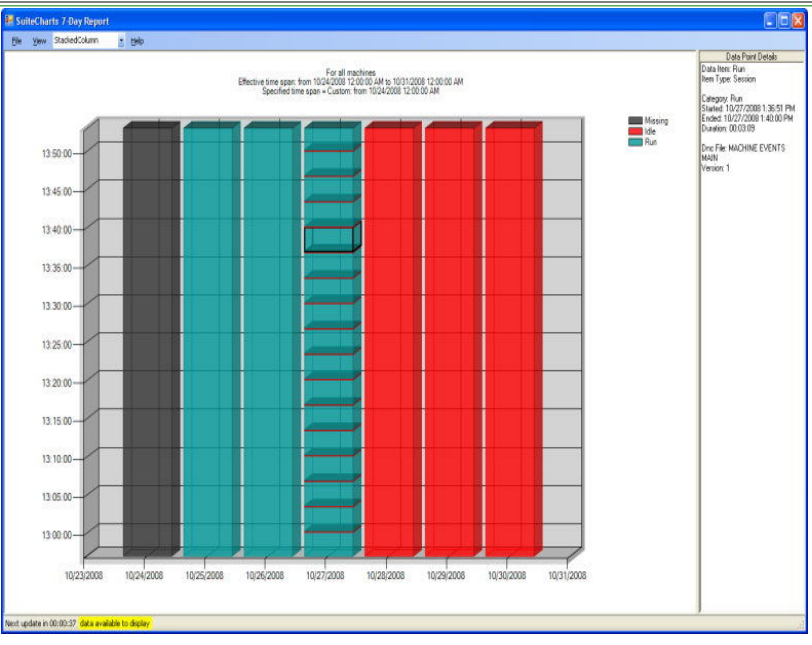 SuiteCharts 7-Day Report
File View StackedColumn Help
For all machines
Effective time span: from 10/24/2008 12:00:00 AM to 10/31/2008 12:00:00 AM
Specified time span = Custom: from 10/24/2008 12:00:00 AM
Missing
Idle
Run
13:50:00
13:45:00
13:40:00
13:35:00
13:30:00
13:25:00
13:20:00
13:15:00
13:10:00
13:05:00
13:00:00
10/23/2008 10/24/2008 10/25/2008 10/26/2008 10/27/2008 10/28/2008 10/29/2008 10/30/2008 10/31/2008
Data Point Details
Data Item: Run
Item Type: Session
Category: Run
Started: 10/27/2008 1:36:51 PM
Ended: 10/27/2008 1:40:00 PM
Duration: 00:03:09
Dnc File: MACHINE EVENTS
MAIN
Version: 1
Next update in 00:00:37 data available to display